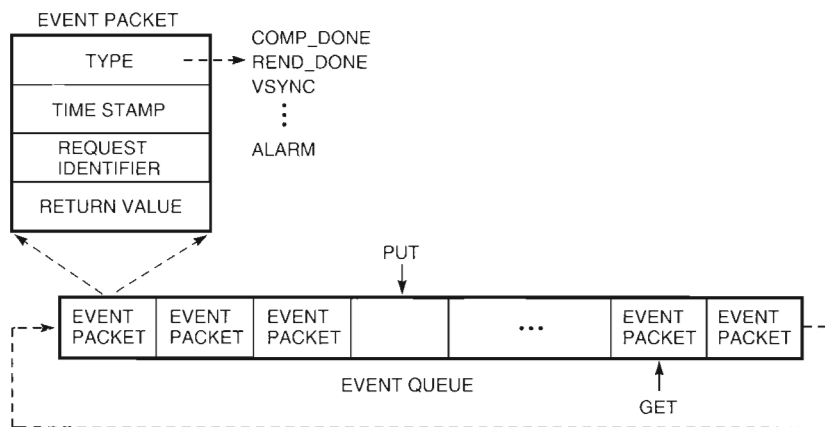 EVENT PACKET
TYPE
COMP_DONE
REND_DONE
VSYNC
TIME STAMP
REQUEST
IDENTIFIER
ALARM
RETURN VALUE
PUT
EVENT
PACKET
EVENT
PACKET
EVENT
PACKET
...
EVENT
PACKET
EVENT
PACKET
EVENT QUEUE
GET